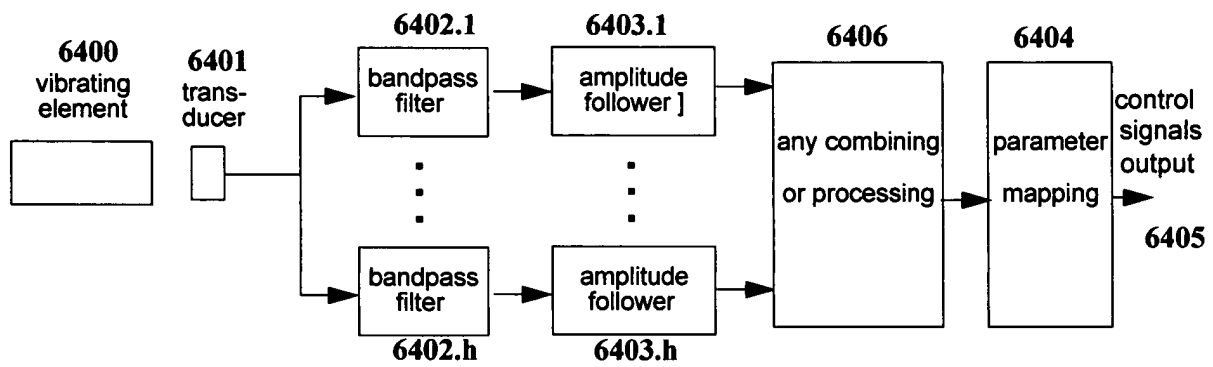 6400
vibrating
element
6401
trans-
ducer
6402.1
bandpass
filter
6403.1
amplitude
follower ]
bandpass
filter
6402.h
amplitude
follower
6403.h
6406
any combining
or processing
6404
parameter
mapping
control
signals
output
6405